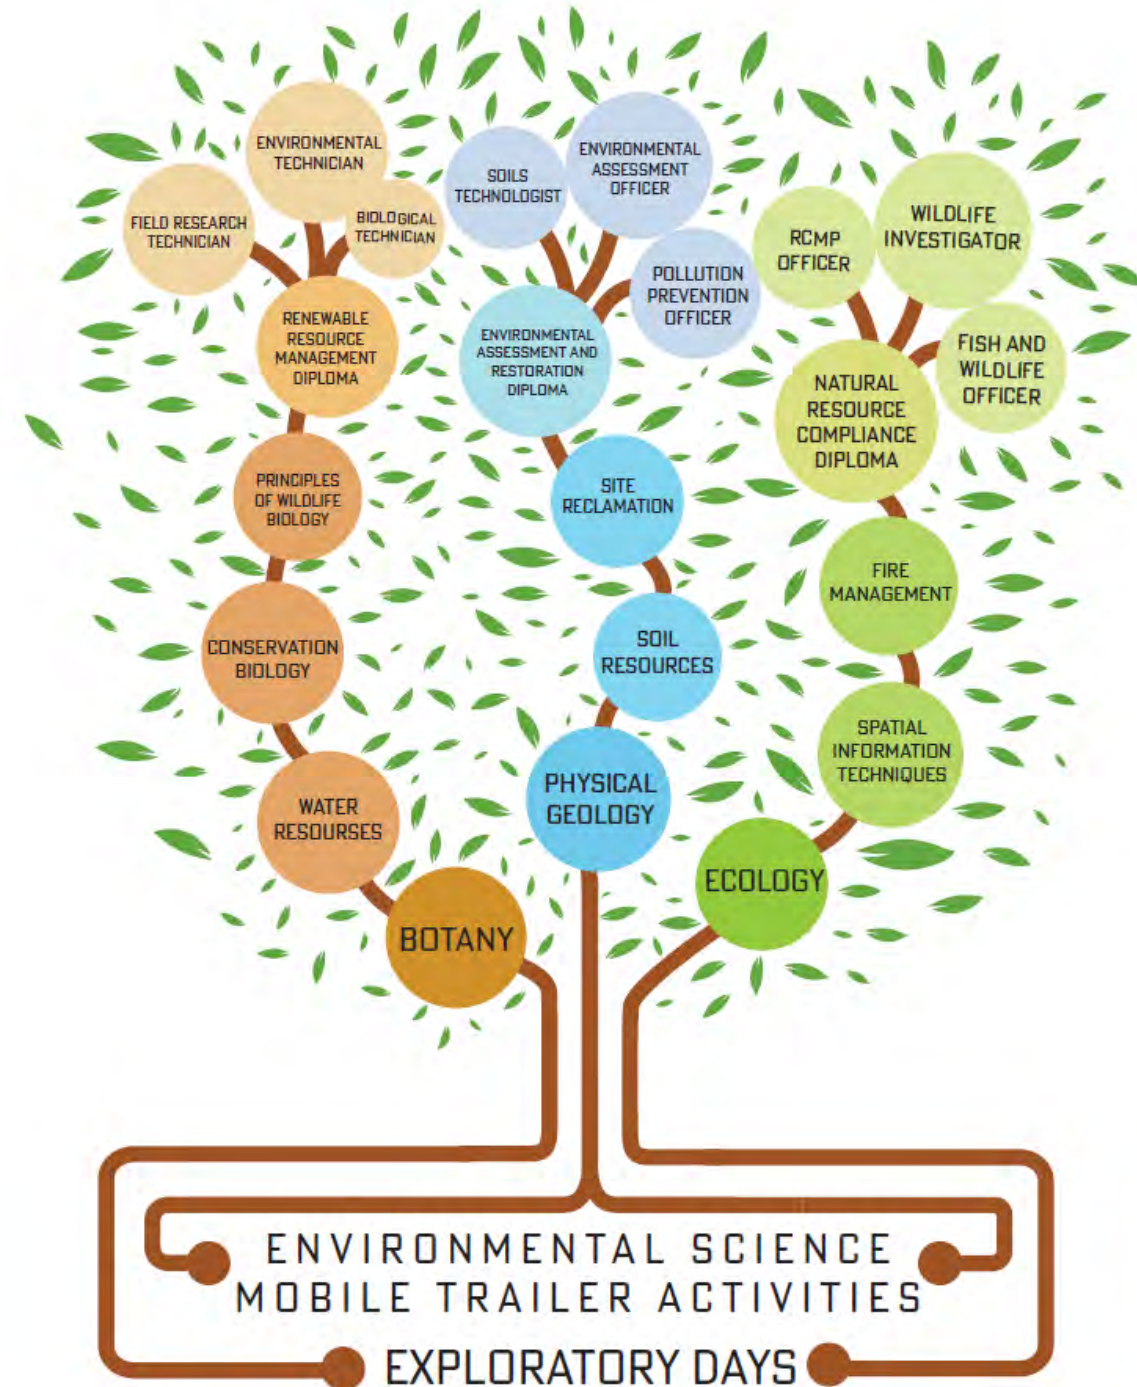 ENVIRONMENTAL
TECHNICIAN
FIELD RESEARCH
TECHNICIAN
BIOLOGICAL
TECHNICIAN
RENEWABLE
RESOURCE
MANAGEMENT
DIPLOMA
PRINCIPLES
OF WILDLIFE
BIOLOGY
CONSERVATION
BIOLOGY
WATER
RESOURSES
BOTANY
SOILS
TECHNOLOGIST
ENVIRONMENTAL
ASSESSMENT
OFFICER
POLLUTION
PREVENTION
OFFICER
ENVIRONMENTAL
ASSESSMENT AND
RESTORATION
DIPLOMA
SITE
RECLAMATION
SOIL
RESOURCES
PHYSICAL
GEOLOGY
RCMP
OFFICER
WILDLIFE
INVESTIGATOR
FISH AND
WILDLIFE
OFFICER
NATURAL
RESOURCE
COMPLIANCE
DIPLOMA
FIRE
MANAGEMENT
SPATIAL
INFORMATION
TECHNIQUES
ECOLOGY
ENVIRONMENTAL SCIENCE
MOBILE TRAILER ACTIVITIES
EXPLORATORY DAYS